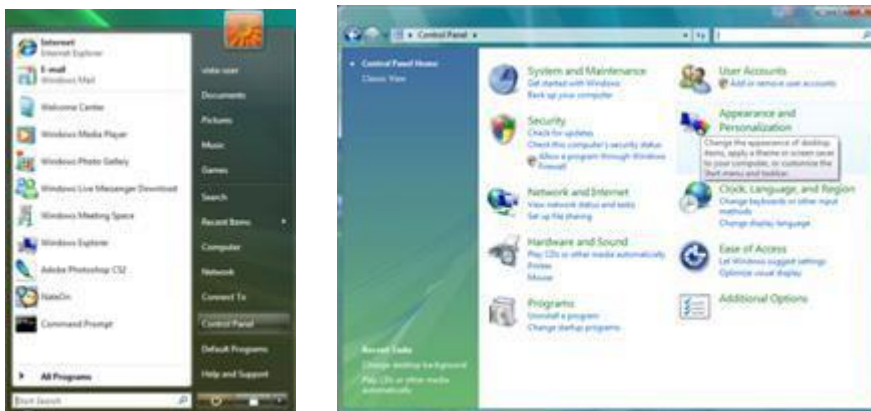 Internet
Internet Explorer
E-mail
Windows Mail
Welcome Center
Windows Media Player
Windows Photo Gallery
Windows Live Messenger Download
Windows Meeting Space
Windows Explorer
Adobe Photoshop CS2
NateOn
Command Prompt
All Programs
Start Search
vista user
Documents
Pictures
Music
Games
Search
Recent Items
Computer
Network
Connect To
Control Panel
Default Programs
Help and Support
Control Panel
Control Panel Home
Classic View
System and Maintenance
Get started with Windows
Back up your computer
Security
Check for updates
Check this computer's security status
Allow a program through Windows
Firewall
Network and Internet
View network status and tasks
Set up file sharing
Hardware and Sound
Play CDs or other media automatically
Printer
Mouse
Programs
Uninstall a program
Change startup programs
User Accounts
Add or remove user accounts
Appearance and
Personalization
Change the appearance of desktop
items, apply a theme or screen saver
to your computer, or customize the
Start menu and taskbar.
Clock, Language, and Region
Change keyboards or other input
methods
Change display language
Ease of Access
Let Windows suggest settings
Optimize visual display
Additional Options
Recent Tasks
Change desktop background
Play CDs or other media
automatically